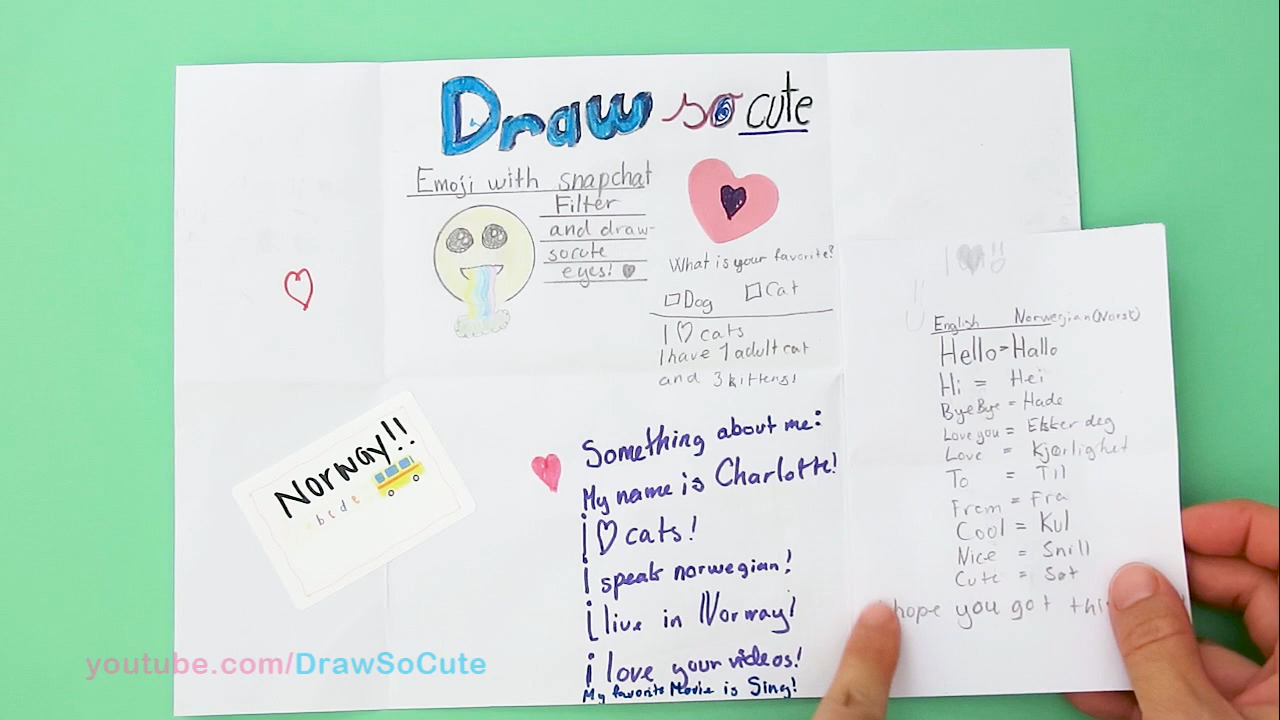 Draw so cute
Emoji with snapchat
Filter
and draw-
socute
eyes!
What is your favorite?
Dog Cat
I ♡ cats
I have 1 adult cat
and 3 kittens!
Norway!!
b c d e
Something about me:
My name is Charlotte!
i ♡ cats!
I speak norwegian!
i live in Norway!
i love your videos!
My favorite Movie is Sing!
I ♥ U
English Norwegian (Norsk)
Hello = Hallo
Hi = Hei
Bye Bye = Hade
Love you = Elsker deg
Love = Kjærlighet
To = Til
From = Fra
Cool = Kul
Nice = Snill
Cute = Søt
hope you got
youtube.com/DrawSoCute